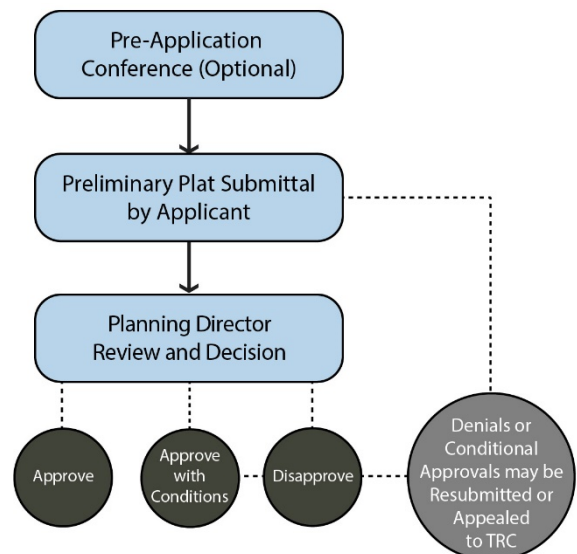 Pre-Application
Conference (Optional)
Preliminary Plat Submittal
by Applicant
Planning Director
Review and Decision
Approve
Approve
with
Conditions
Disapprove
Denials or
Conditional
Approvals may be
Resubmitted or
Appealed
to TRC